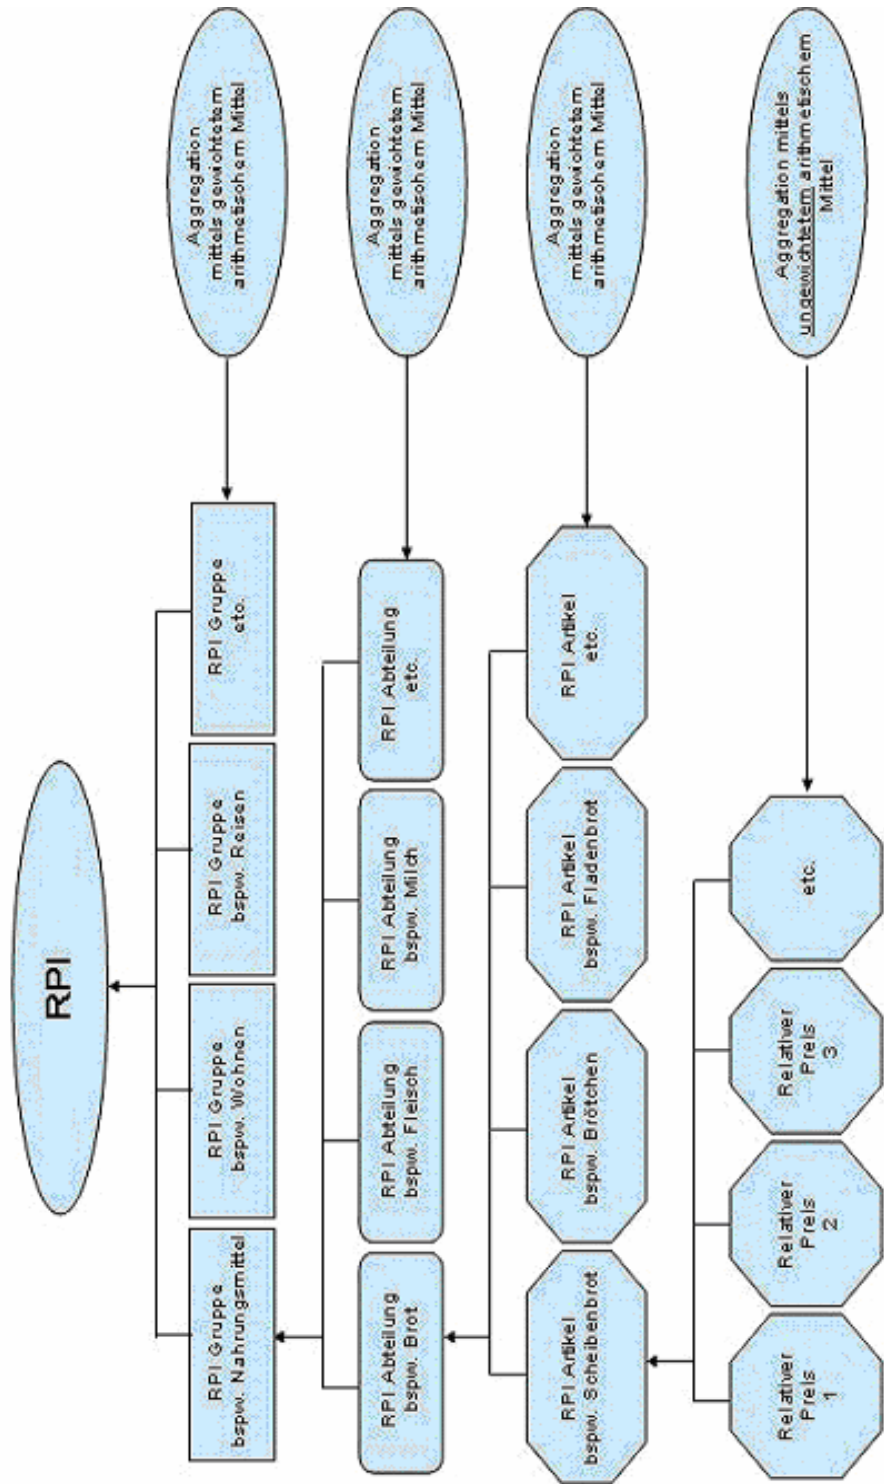 RPI
RPI Gruppe
bspw. Nahrungsmittel
RPI Gruppe
bspw. Wohnen
RPI Gruppe
bspw. Reisen
RPI Gruppe
etc.
Aggregation
mittels gewichtetem
arithmetischem Mittel
RPI Abteilung
bspw. Brot
RPI Abteilung
bspw. Fleisch
RPI Abteilung
bspw. Milch
RPI Abteilung
etc.
Aggregation
mittels gewichtetem
arithmetischem Mittel
RPI Artikel
bspw. Scheibenbrot
RPI Artikel
bspw. Brötchen
RPI Artikel
bspw. Fladenbrot
RPI Artikel
etc.
Aggregation
mittels gewichtetem
arithmetischem Mittel
Relativer
Preis
1
Relativer
Preis
2
Relativer
Preis
3
etc.
Aggregation mittels
ungewichtetem arithmetischem
Mittel